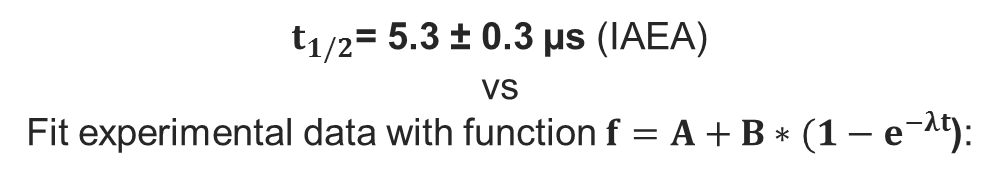 t₁/₂= 5.3 ± 0.3 µs (IAEA)
vs
Fit experimental data with function f = A + B ∗ (1 − e^−λt):